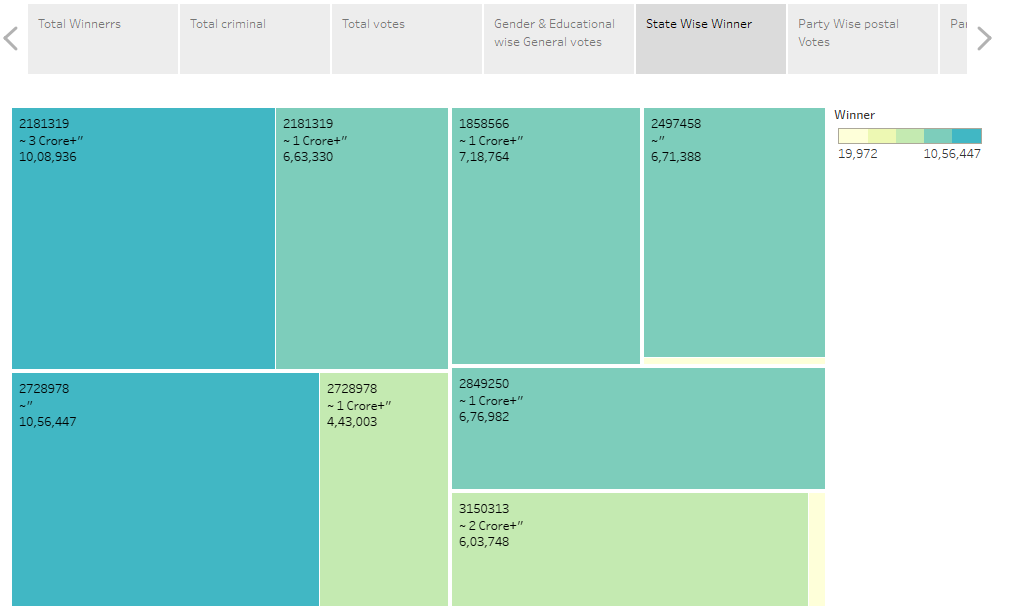 Total Winnerrs
Total criminal
Total votes
Gender & Educational
wise General votes
State Wise Winner
Party Wise postal
Votes
Pa
2181319
~ 3 Crore+”
10,08,936
2181319
~ 1 Crore+”
6,63,330
1858566
~ 1 Crore+”
7,18,764
2497458
~”
6,71,388
Winner
19,972
10,56,447
2728978
~”
10,56,447
2728978
~ 1 Crore+”
4,43,003
2849250
~ 1 Crore+”
6,76,982
3150313
~ 2 Crore+”
6,03,748